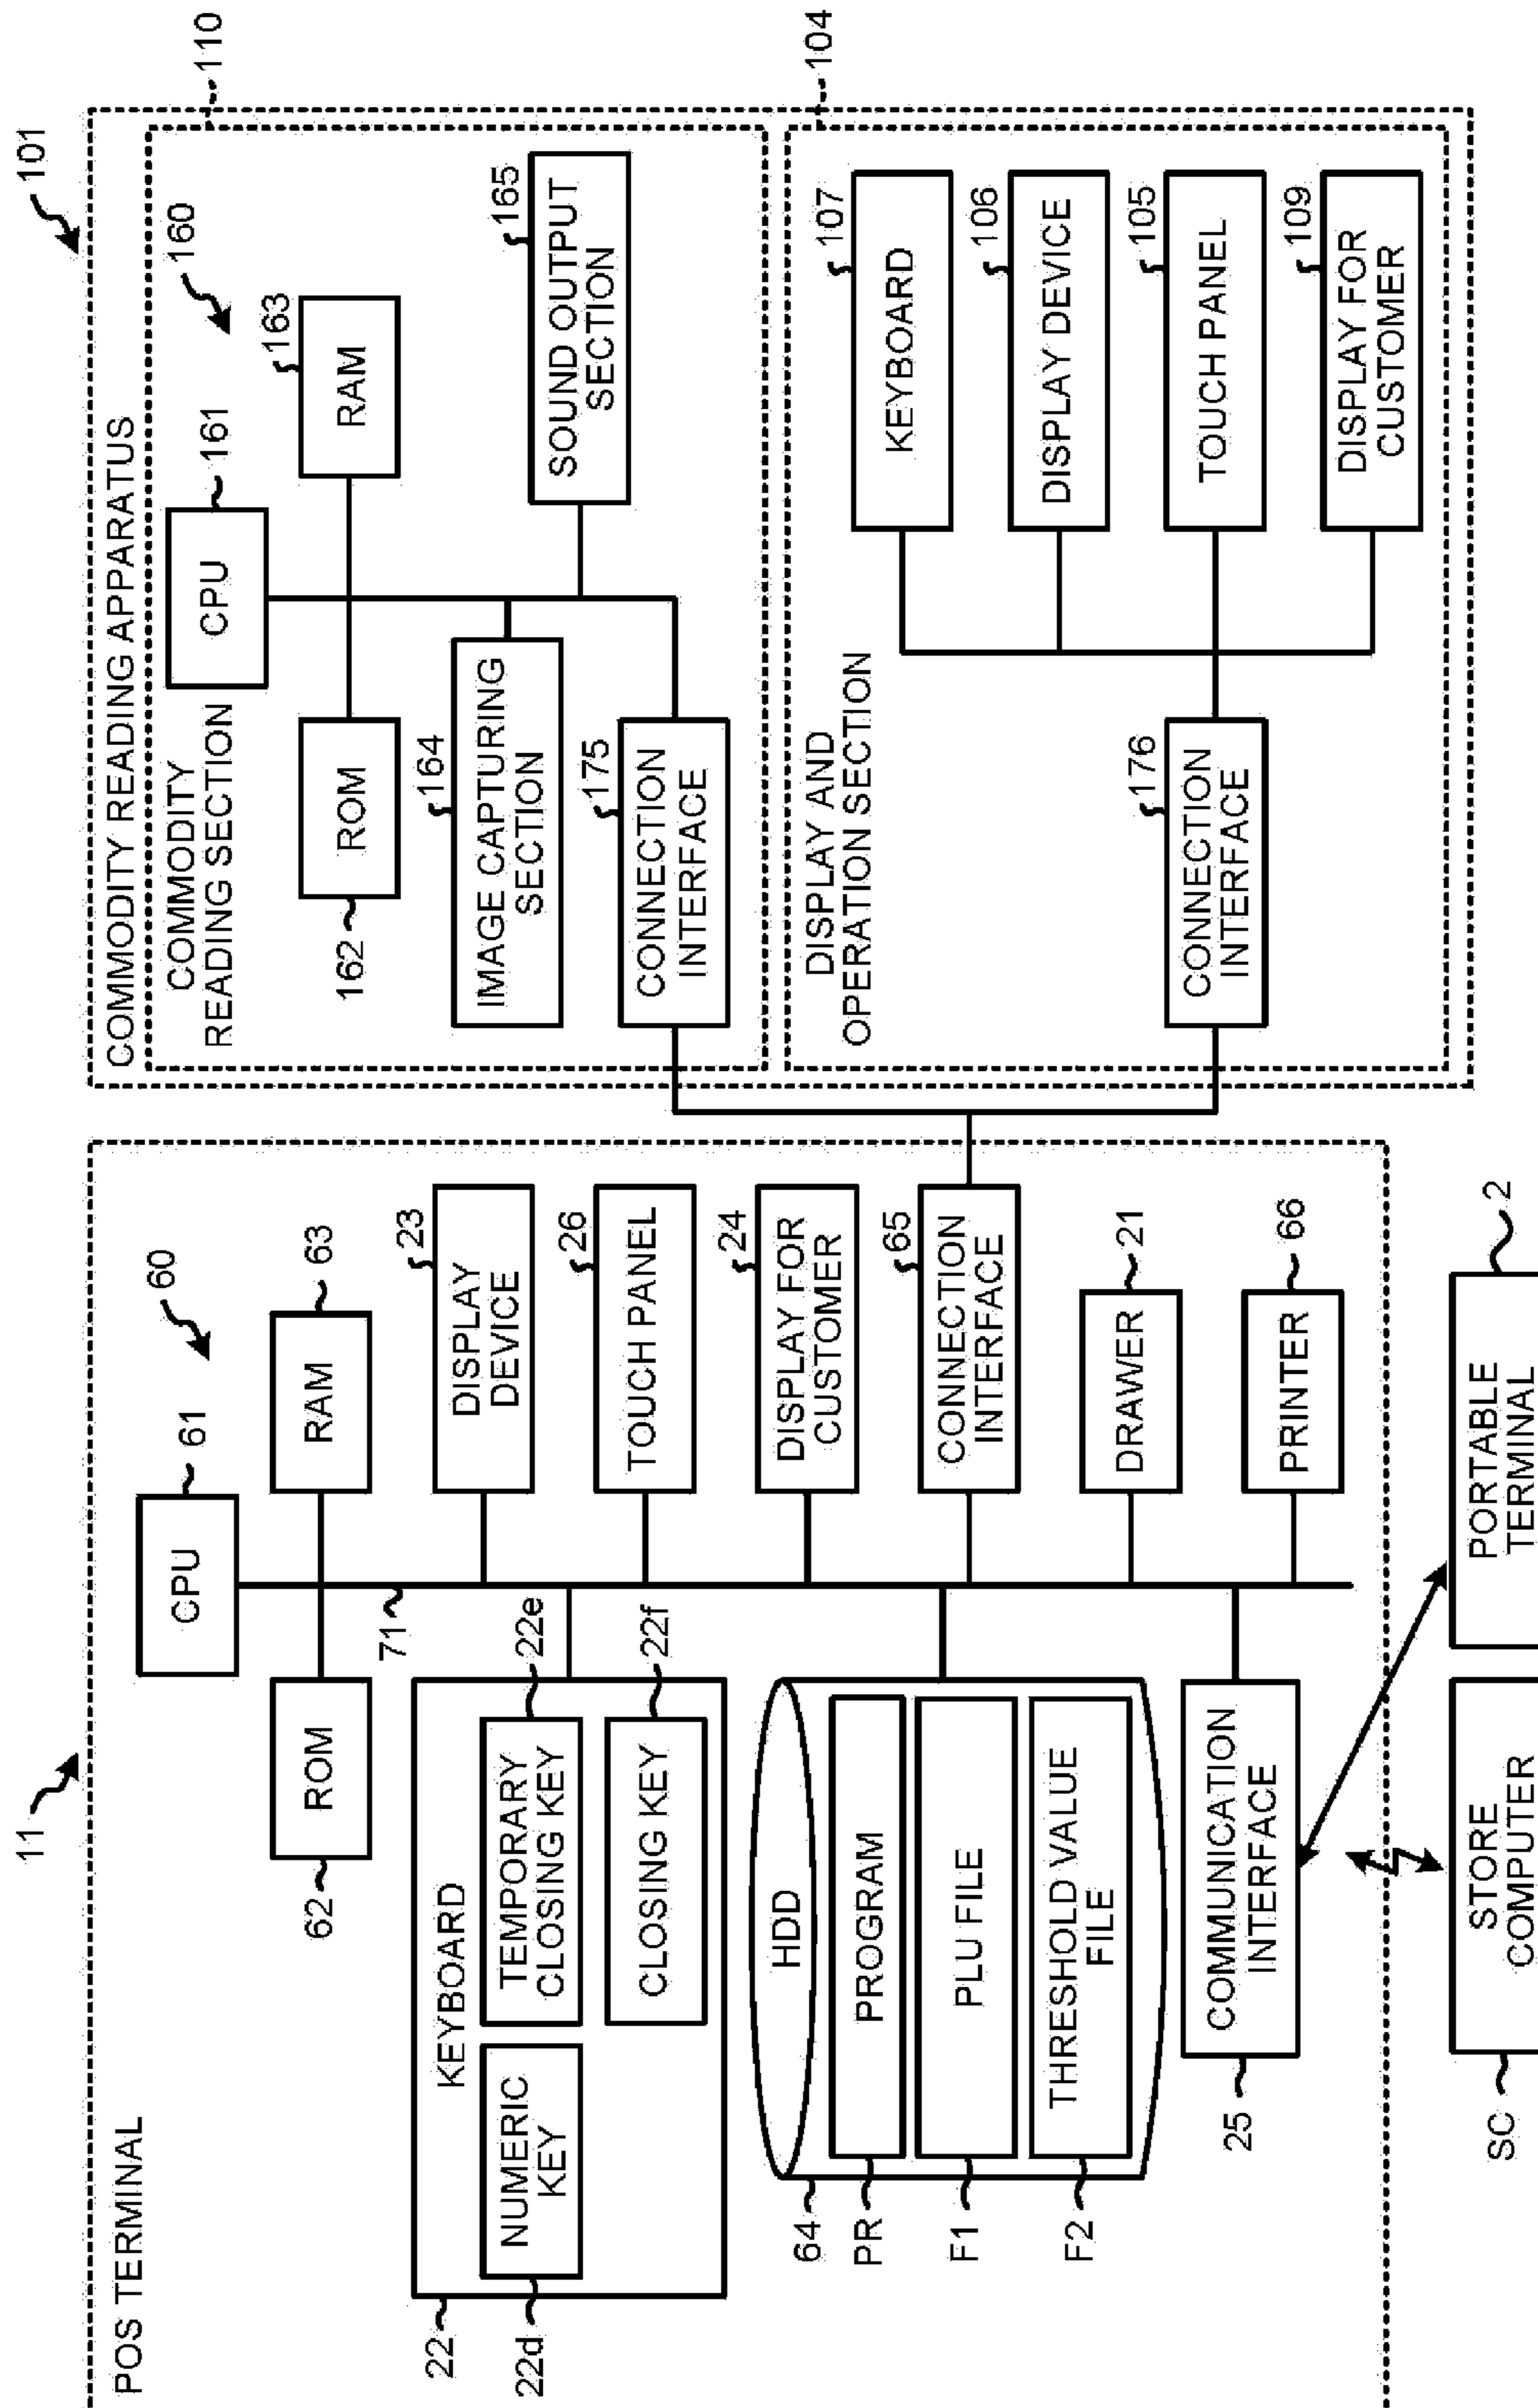 11
POS TERMINAL
60
CPU
61
ROM
62
RAM
63
71
KEYBOARD
22
NUMERIC
KEY
22d
TEMPORARY
CLOSING KEY
22e
CLOSING KEY
22f
DISPLAY
DEVICE
23
TOUCH PANEL
26
DISPLAY FOR
CUSTOMER
24
HDD
64
PROGRAM
PR
PLU FILE
F1
THRESHOLD VALUE
FILE
F2
CONNECTION
INTERFACE
65
DRAWER
21
PRINTER
66
COMMUNICATION
INTERFACE
25
STORE
COMPUTER
SC
PORTABLE
TERMINAL
2
101
COMMODITY READING APPARATUS
COMMODITY
READING SECTION
110
160
CPU
161
ROM
162
RAM
163
IMAGE CAPTURING
SECTION
164
SOUND OUTPUT
SECTION
165
CONNECTION
INTERFACE
175
DISPLAY AND
OPERATION SECTION
104
KEYBOARD
107
DISPLAY DEVICE
106
TOUCH PANEL
105
DISPLAY FOR
CUSTOMER
109
CONNECTION
INTERFACE
176